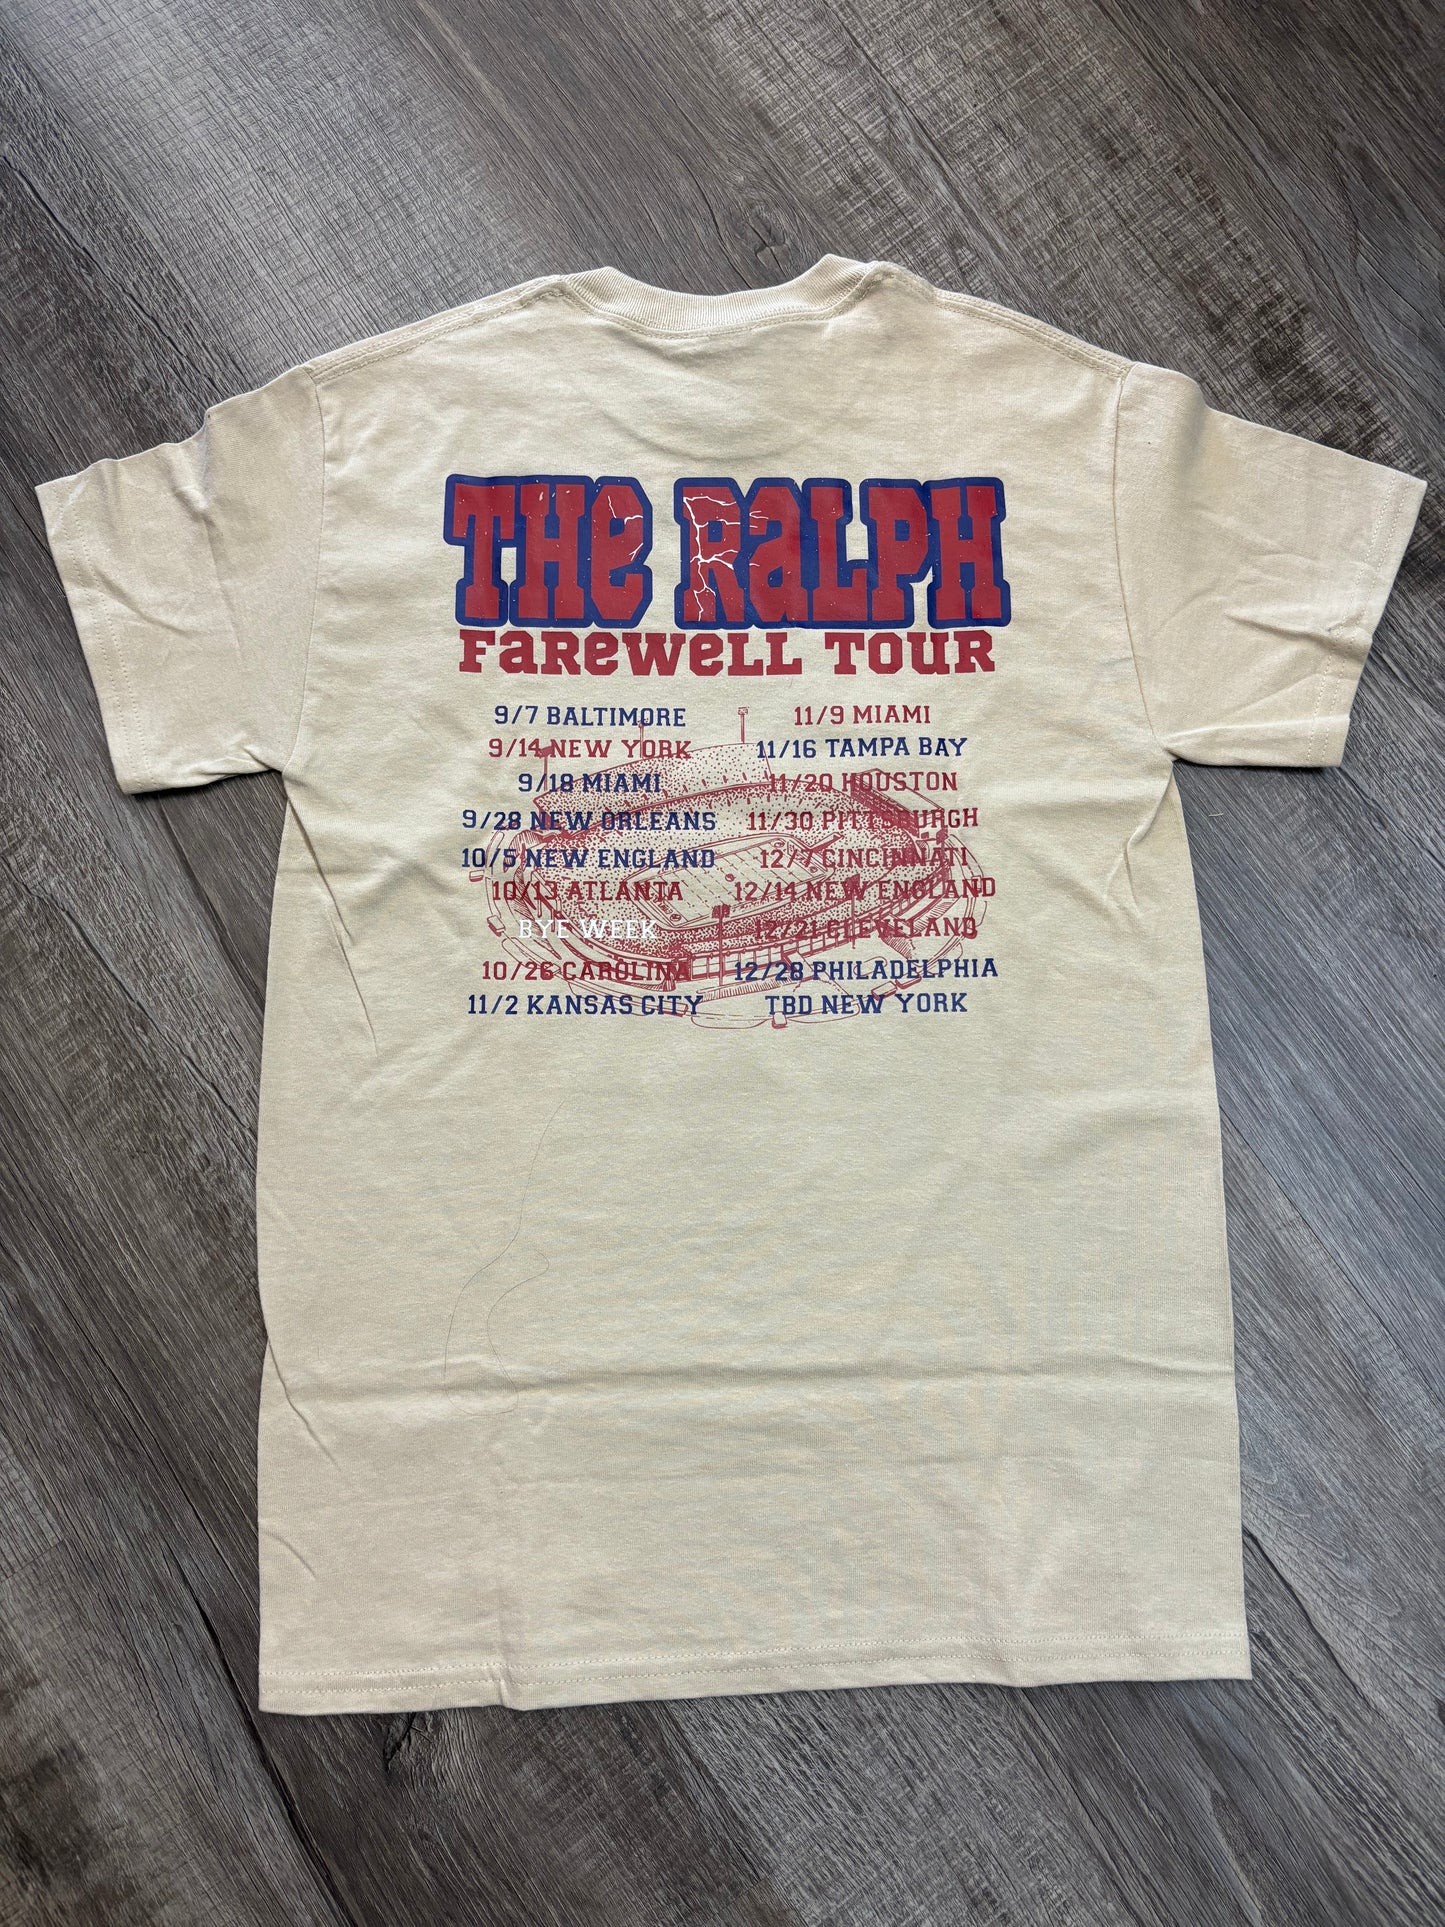 THE RALPH
FAREWELL TOUR
9/7 BALTIMORE
9/14 NEW YORK
9/18 MIAMI
9/28 NEW ORLEANS
10/5 NEW ENGLAND
10/13 ATLANTA
BYE WEEK
10/26 CAROLINA
11/2 KANSAS CITY
11/9 MIAMI
11/16 TAMPA BAY
11/20 HOUSTON
11/30 PITTSBURGH
12/7 CINCINNATI
12/14 NEW ENGLAND
12/21 CLEVELAND
12/28 PHILADELPHIA
TBD NEW YORK